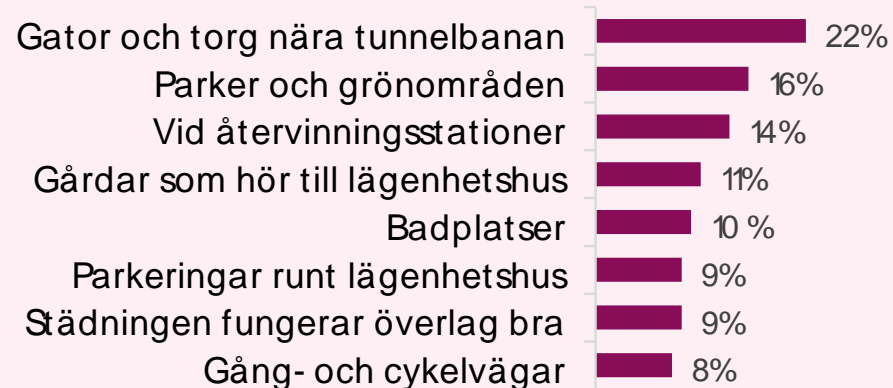 Gator och torg nära tunnelbanan 22%
Parker och grönområden 16%
Vid återvinningsstationer 14%
Gårdar som hör till lägenhetshus 11%
Badplatser 10 %
Parkeringar runt lägenhetshus 9%
Städningen fungerar överlag bra 9%
Gång- och cykelvägar 8%